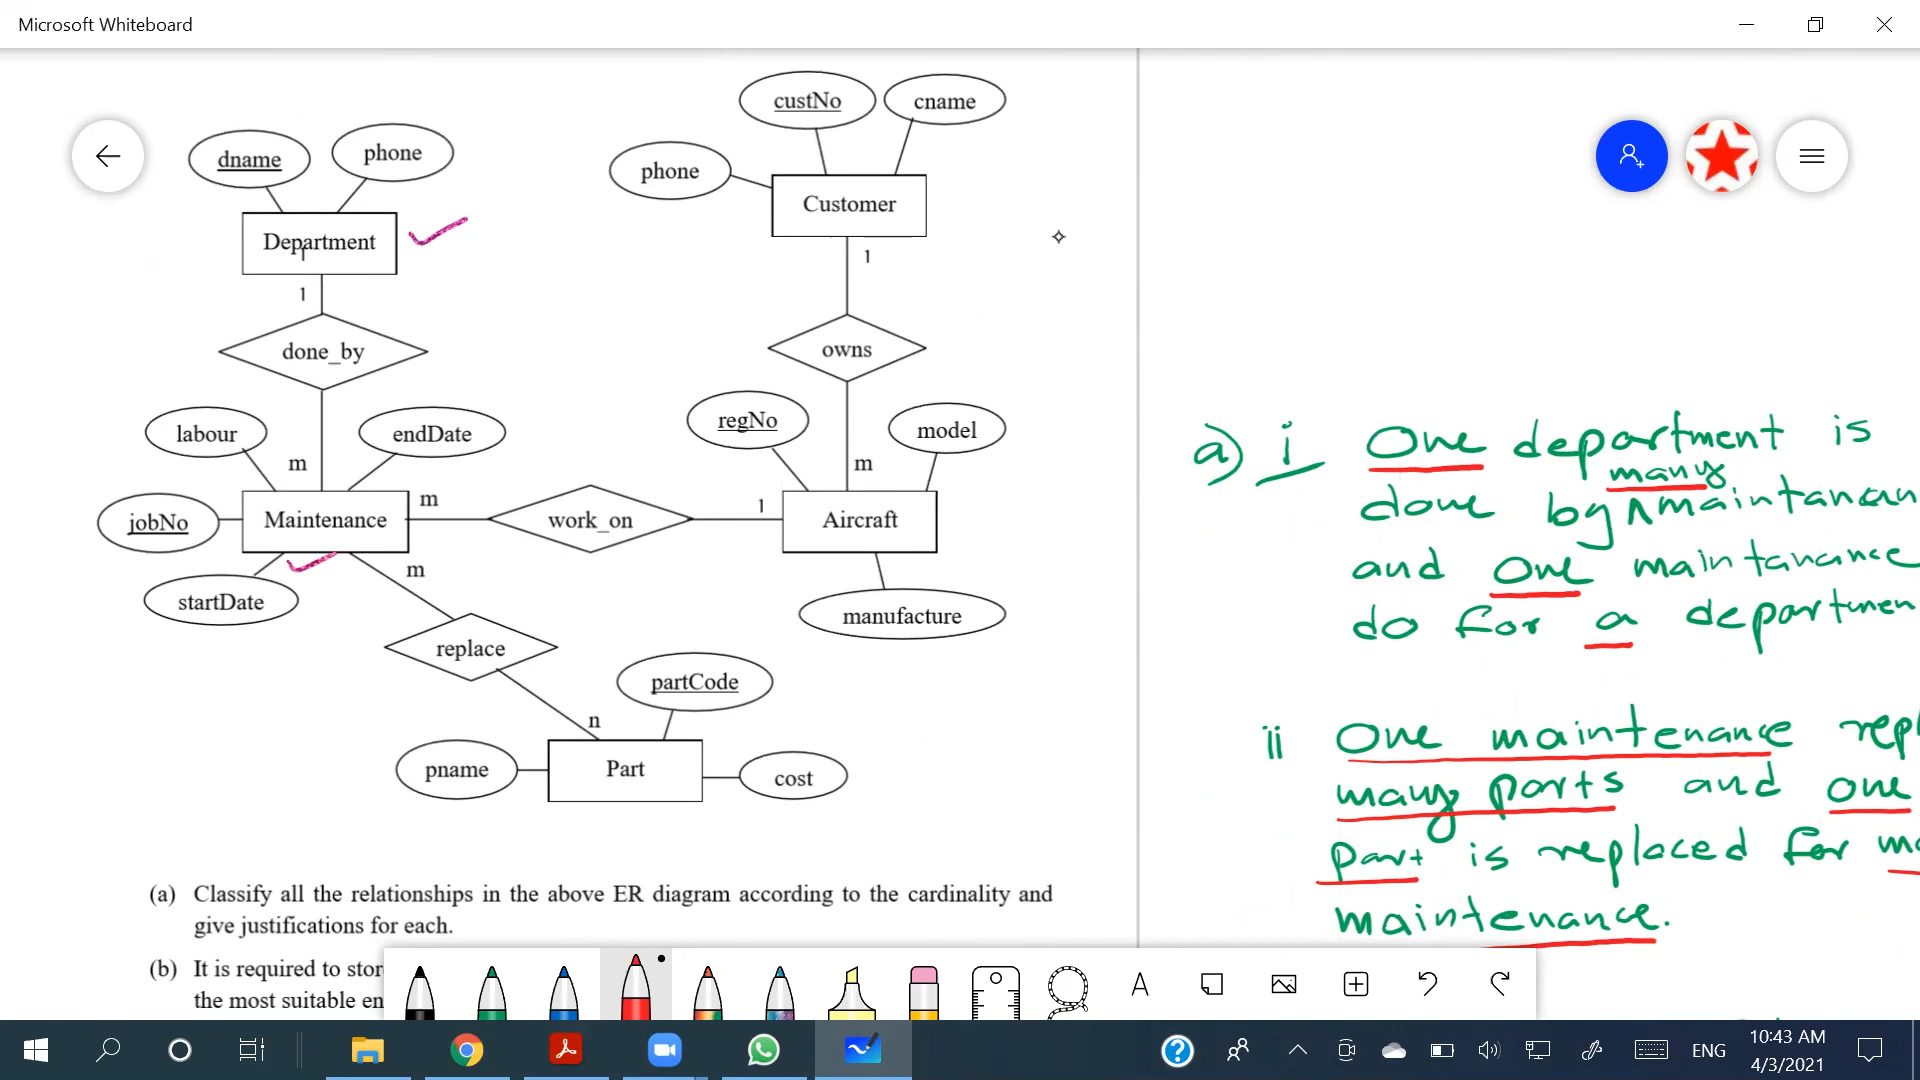 Microsoft Whiteboard
custNo
cname
dname
phone
phone
Customer
Department
1
1
done_by
owns
regNo
model
labour
endDate
m
m
jobNo
Maintenance
m
work_on
1
Aircraft
m
startDate
manufacture
replace
partCode
n
pname
Part
cost
(a) Classify all the relationships in the above ER diagram according to the cardinality and
give justifications for each.
(b) It is required to stor
the most suitable en
a) i One department is
many
done by ^ maintanan
and one maintanance
do for a departmen
ii One maintenance repl
many parts and one
part is replaced for ma
maintenance.
A
ENG
10:43 AM
4/3/2021